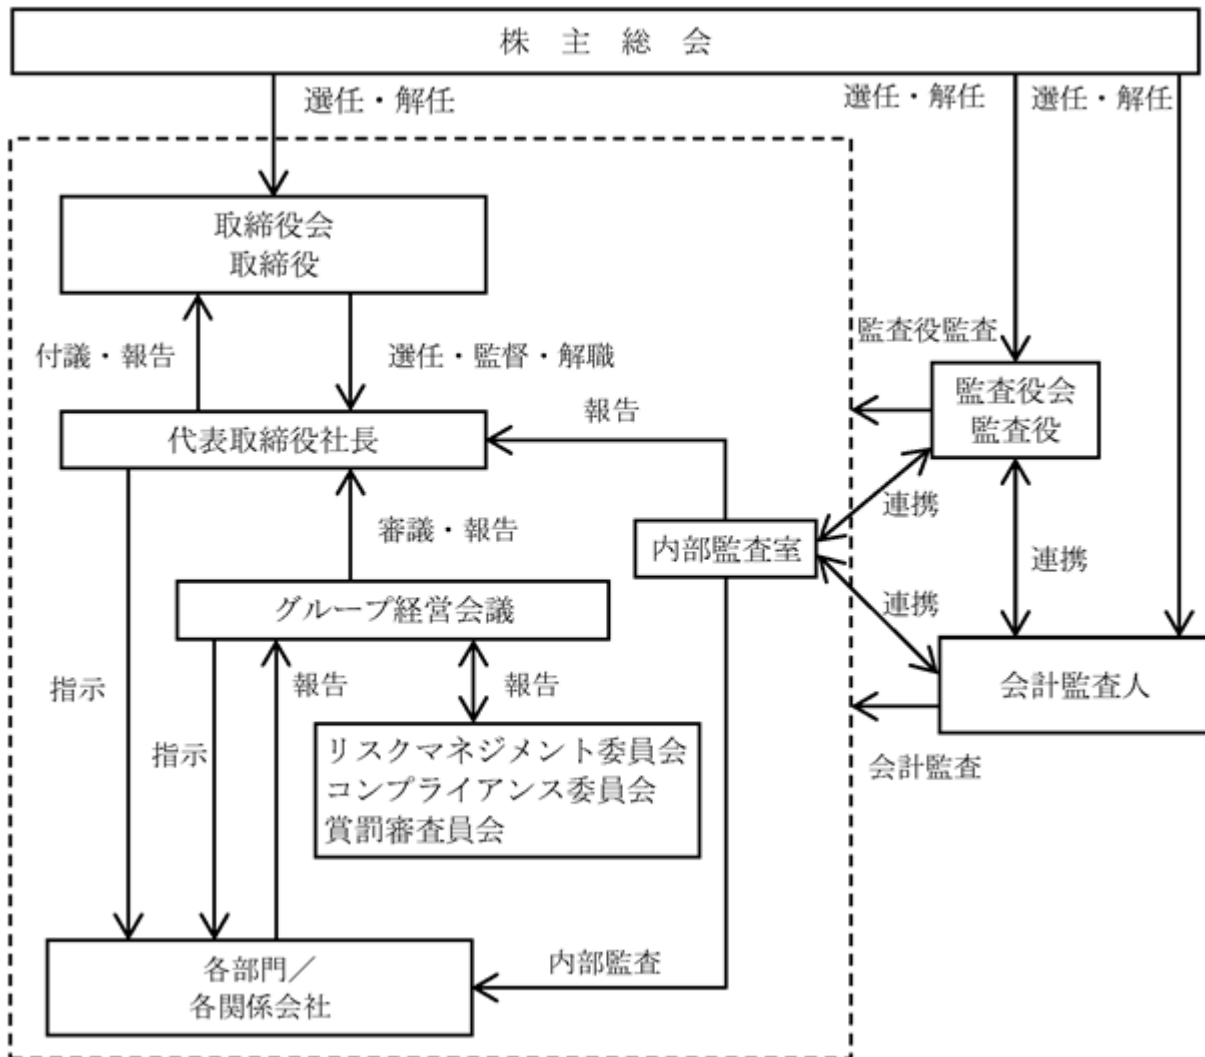 株主総会
選任・解任
選任・解任
選任・解任
取締役会
取締役
付議・報告
選任・監督・解職
監査役監査
監査役会
監査役
代表取締役社長
報告
連携
審議・報告
内部監査室
連携
グループ経営会議
連携
指示
報告
報告
会計監査人
指示
リスクマネジメント委員会
コンプライアンス委員会
賞罰審査員会
会計監査
各部門／
各関係会社
内部監査